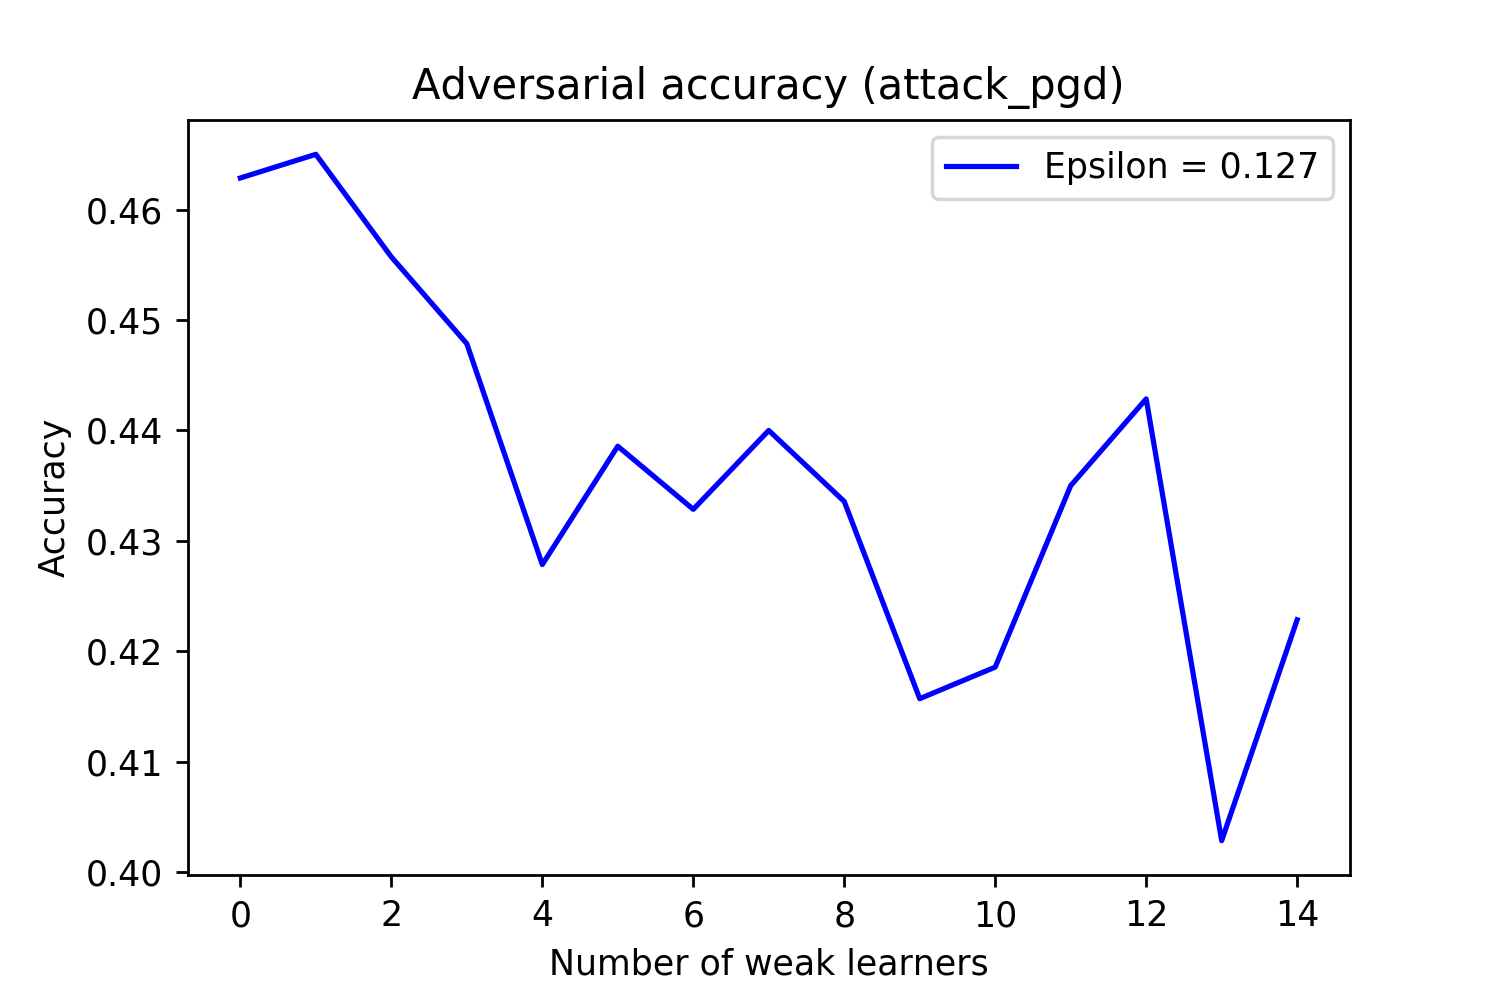 Adversarial accuracy (attack_pgd)
Epsilon = 0.127
0.46
0.45
0.44
0.43
0.42
0.41
0.40
Accuracy
0 2 4 6 8 10 12 14
Number of weak learners